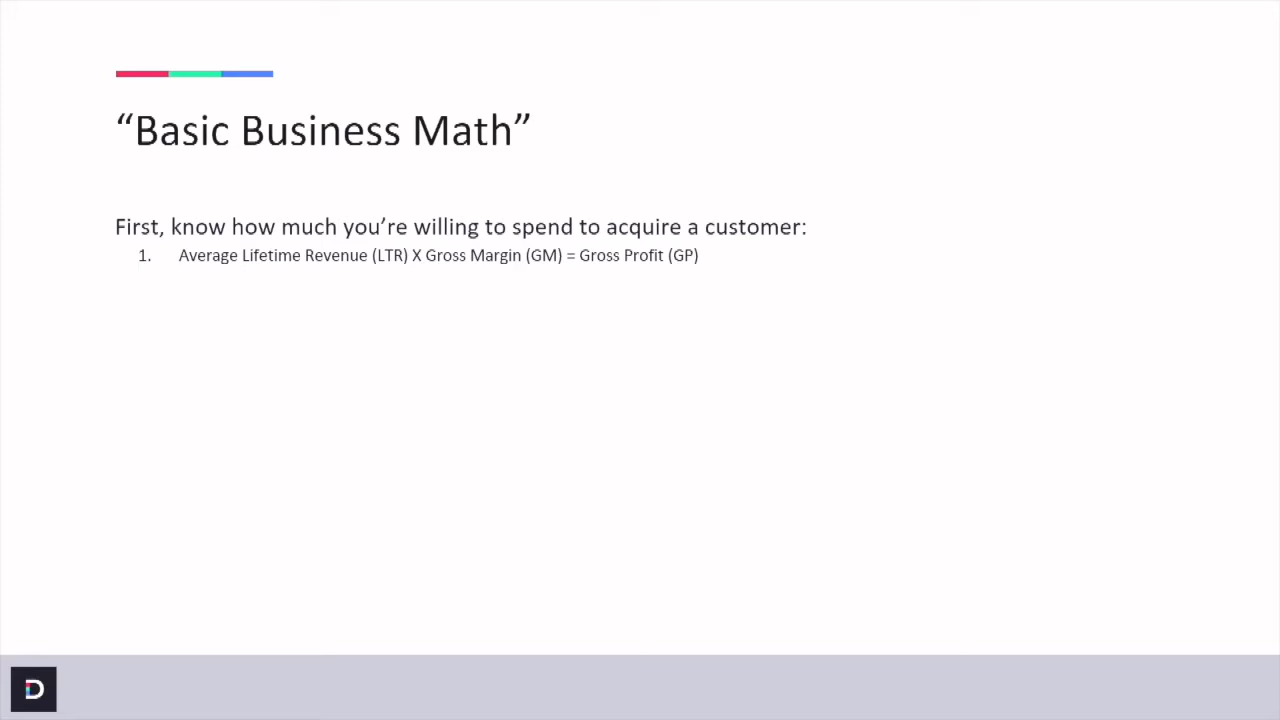 “Basic Business Math”
First, know how much you’re willing to spend to acquire a customer:
1. Average Lifetime Revenue (LTR) X Gross Margin (GM) = Gross Profit (GP)
D